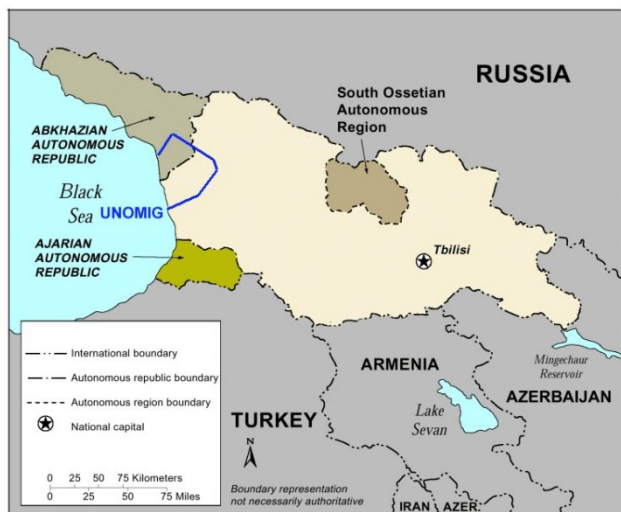 RUSSIA
South Ossetian
Autonomous
Region
ABKHAZIAN
AUTONOMOUS
REPUBLIC
Black
Sea
UNOMIG
AJARIAN
AUTONOMOUS
REPUBLIC
Tbilisi
International boundary
Autonomous republic boundary
Autonomous region boundary
National capital
0 25 50 75 Kilometers
0 25 50 75 Miles
ARMENIA
Mingechaur
Reservoir
AZERBAIJAN
Lake
Sevan
TURKEY
N
Boundary representation
not necessarily authoritative
IRAN
AZER.